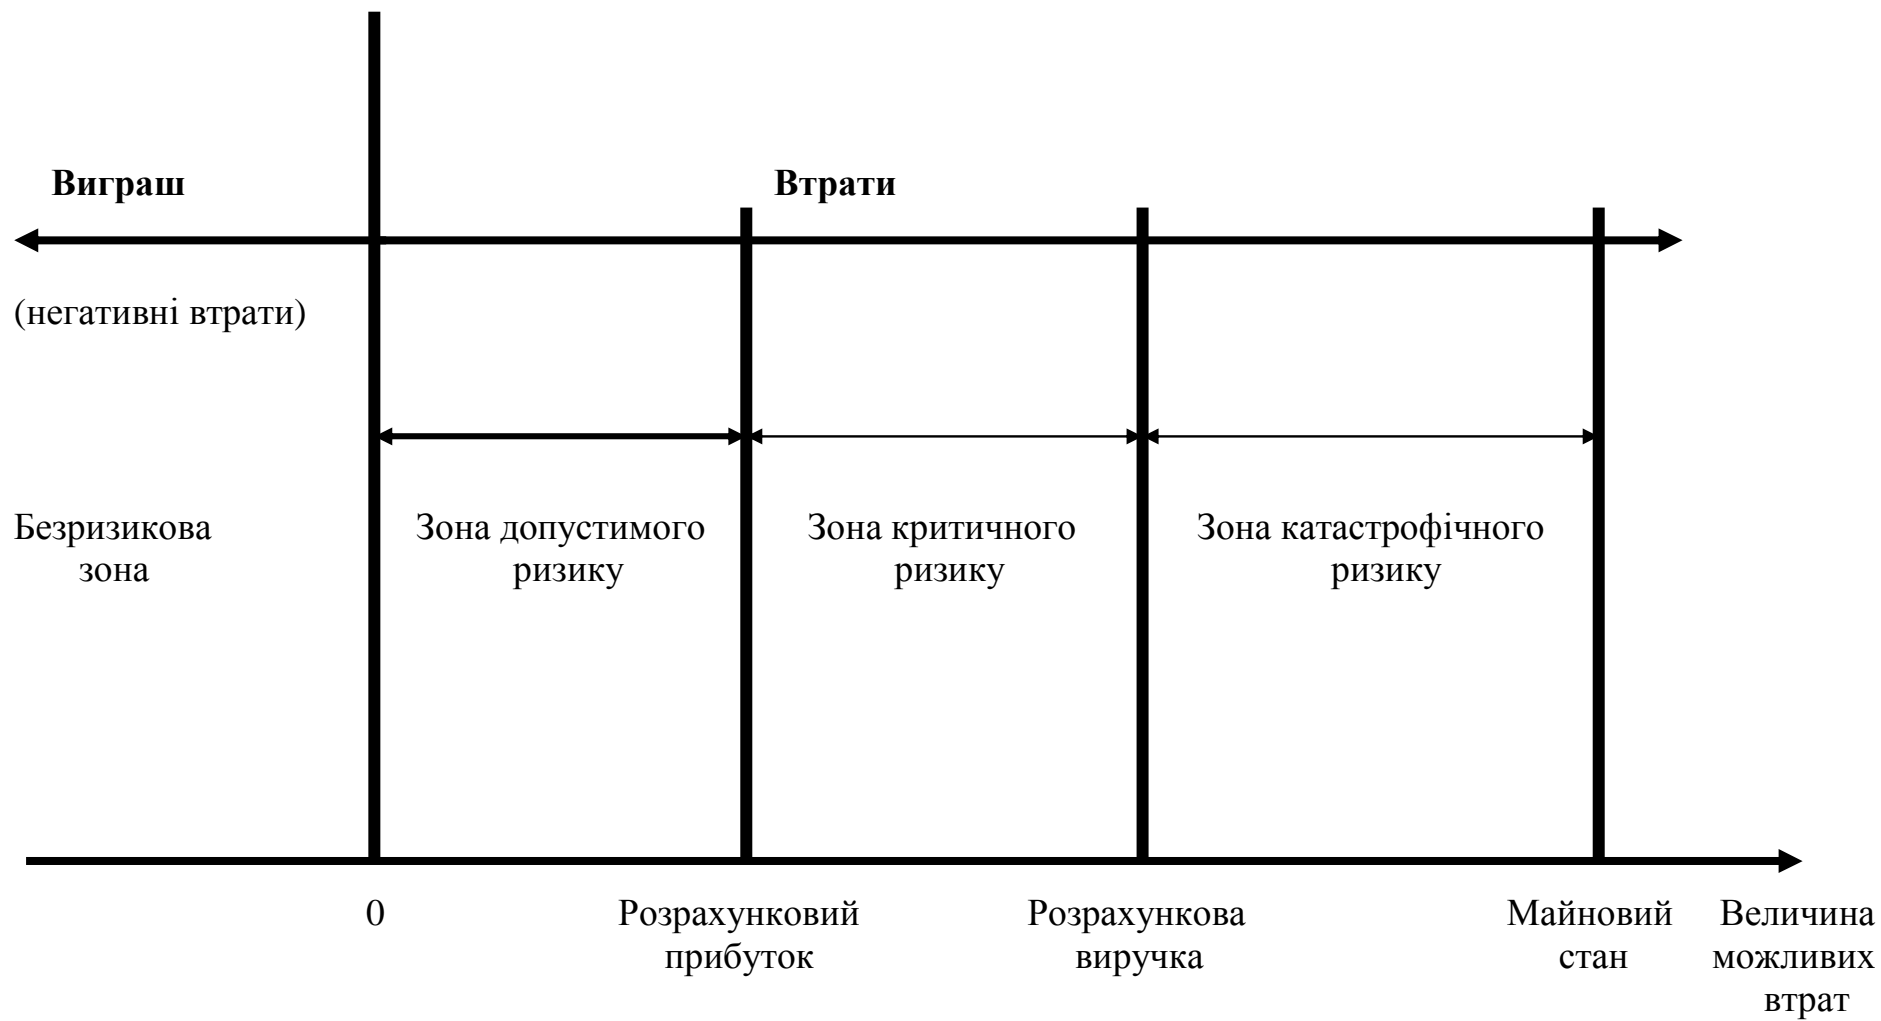 Виграш
Втрати
(негативні втрати)
Безризикова
зона
Зона допустимого
ризику
Зона критичного
ризику
Зона катастрофічного
ризику
0
Розрахунковий
прибуток
Розрахункова
виручка
Майновий
стан
Величина
можливих
втрат